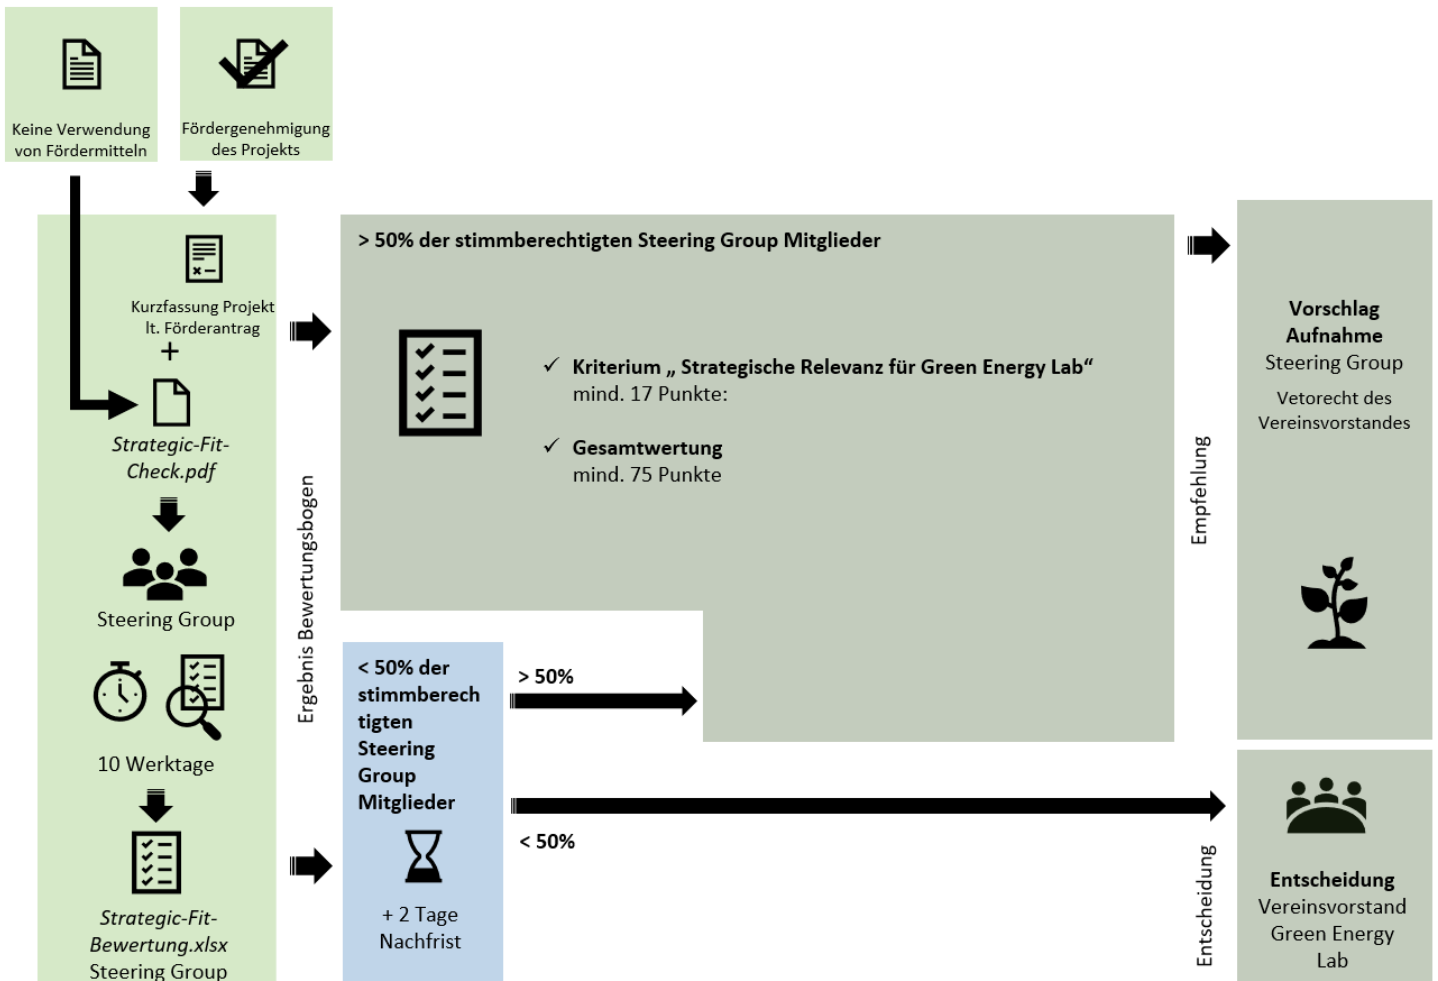 Keine Verwendung
von Fördermitteln
Fördergenehmigung
des Projekts
Kurzfassung Projekt
lt. Förderantrag
+
Strategic-Fit-
Check.pdf
Steering Group
10 Werktage
Strategic-Fit-
Bewertung.xlsx
Steering Group
Ergebnis Bewertungsbogen
> 50% der stimmberechtigten Steering Group Mitglieder
✓ Kriterium „ Strategische Relevanz für Green Energy Lab“
mind. 17 Punkte:
✓ Gesamtwertung
mind. 75 Punkte
< 50% der
stimmberech
tigten
Steering
Group
Mitglieder
+ 2 Tage
Nachfrist
> 50%
< 50%
Empfehlung
Entscheidung
Vorschlag
Aufnahme
Steering Group
Vetorecht des
Vereinsvorstandes
Entscheidung
Vereinsvorstand
Green Energy
Lab